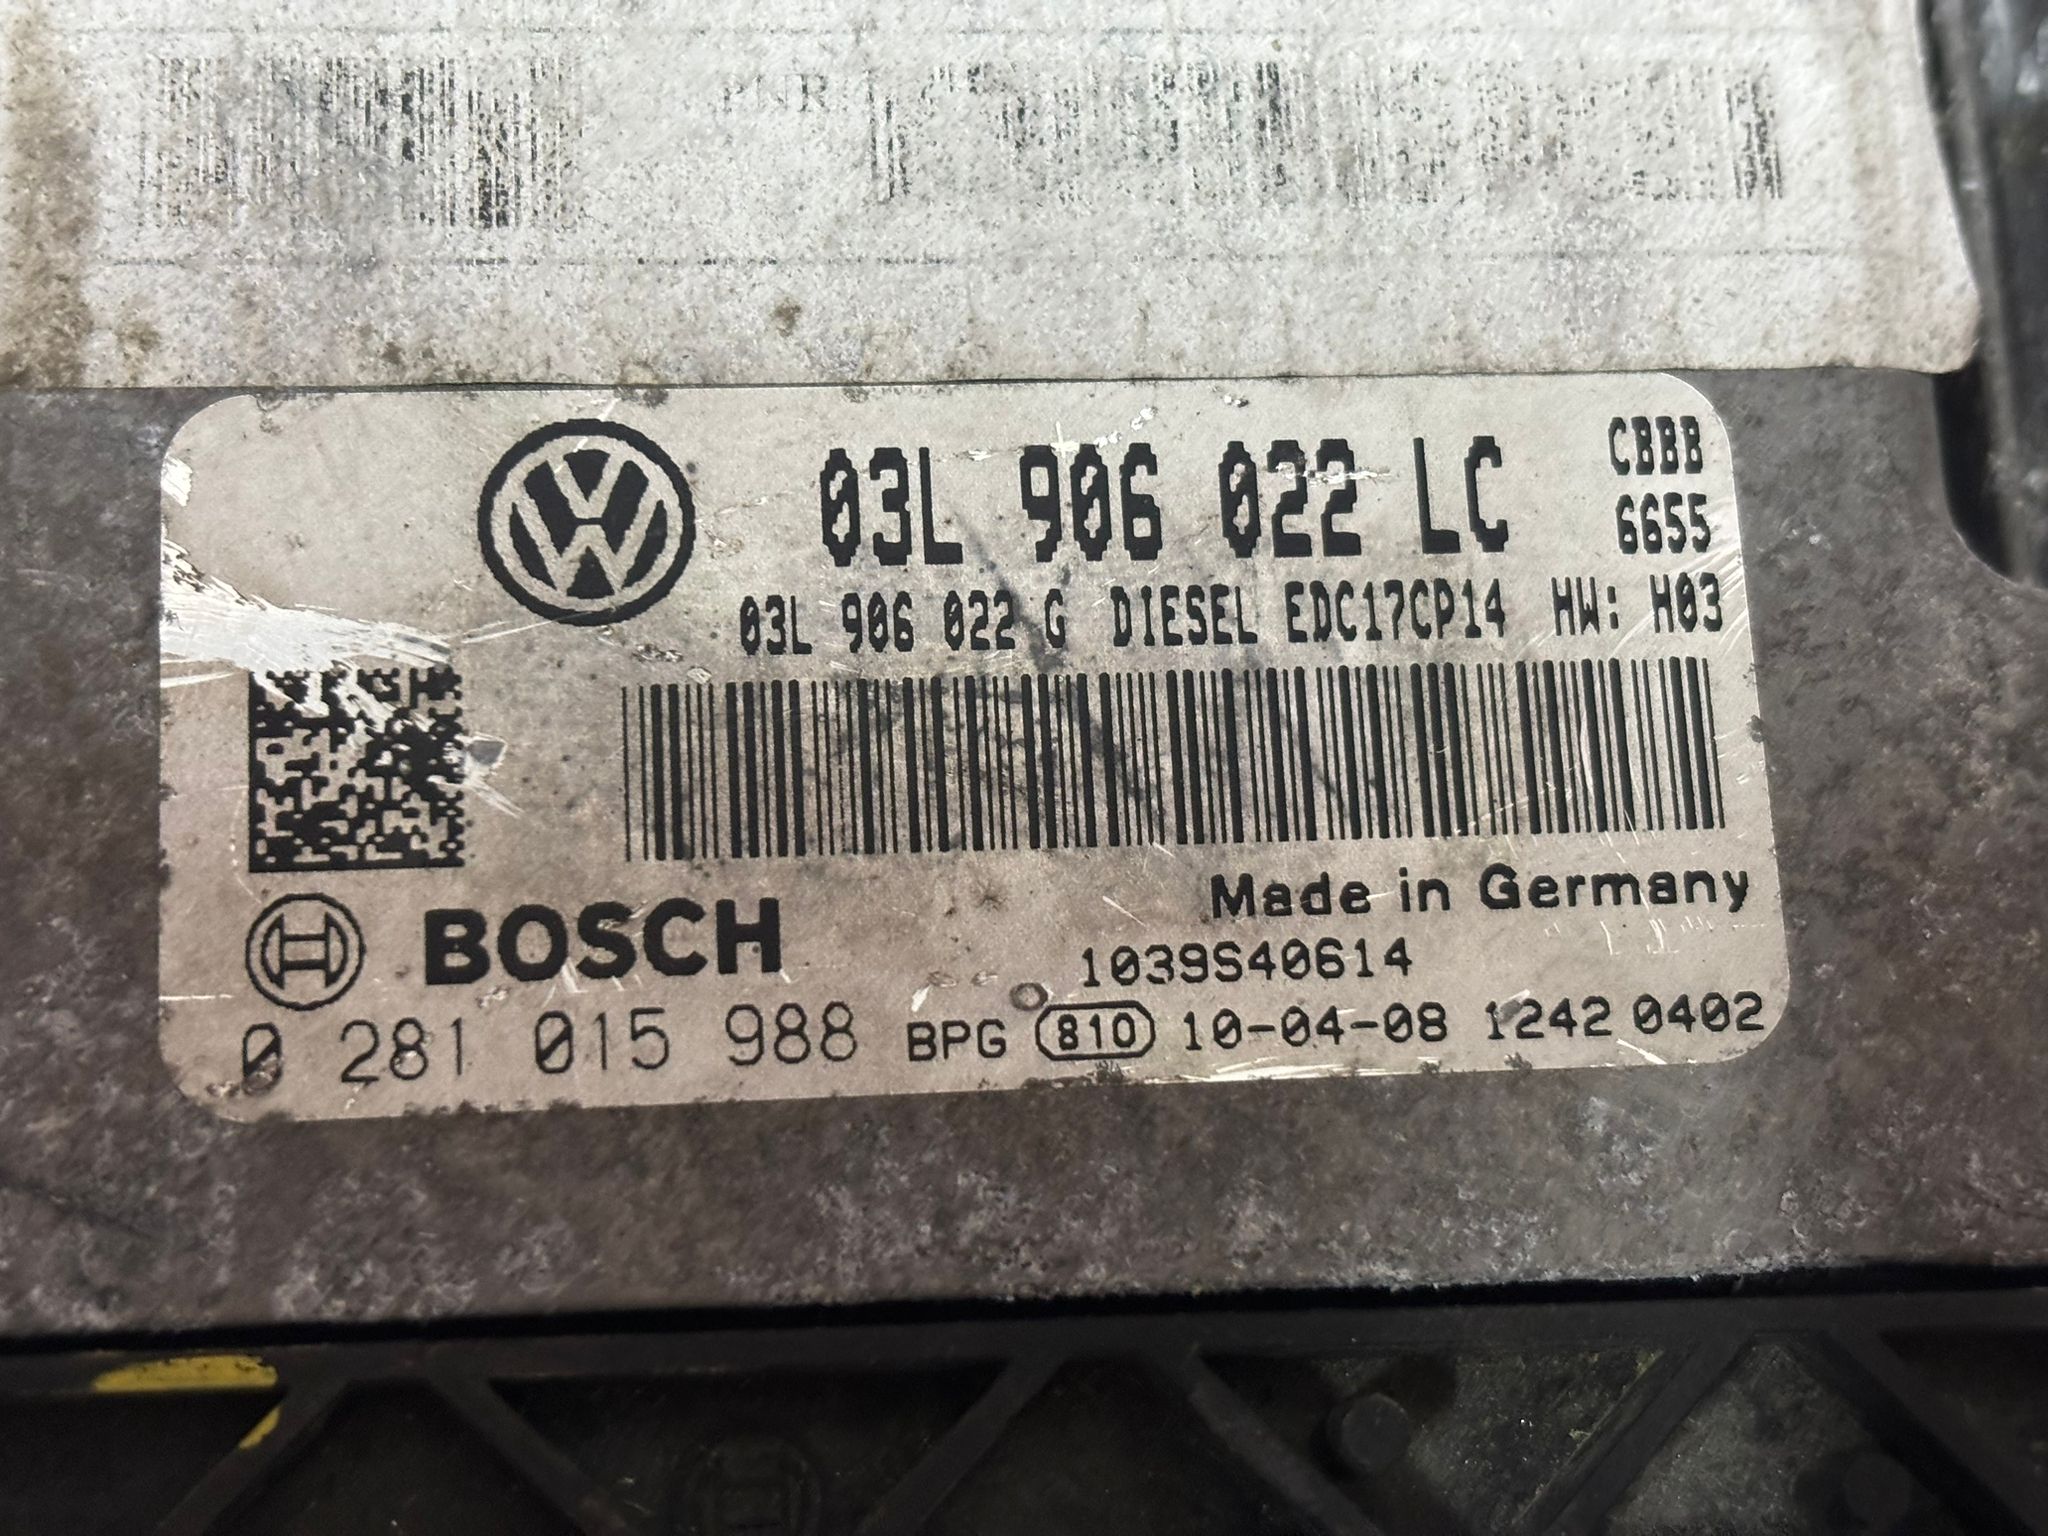 PNR:
03L 906 022 LC
CBBB
6655
03L 906 022 G DIESEL EDC17CP14 HW: H03
Made in Germany
BOSCH
1039S40614
0 281 015 988 BPG 810 10-04-08 1242 0402